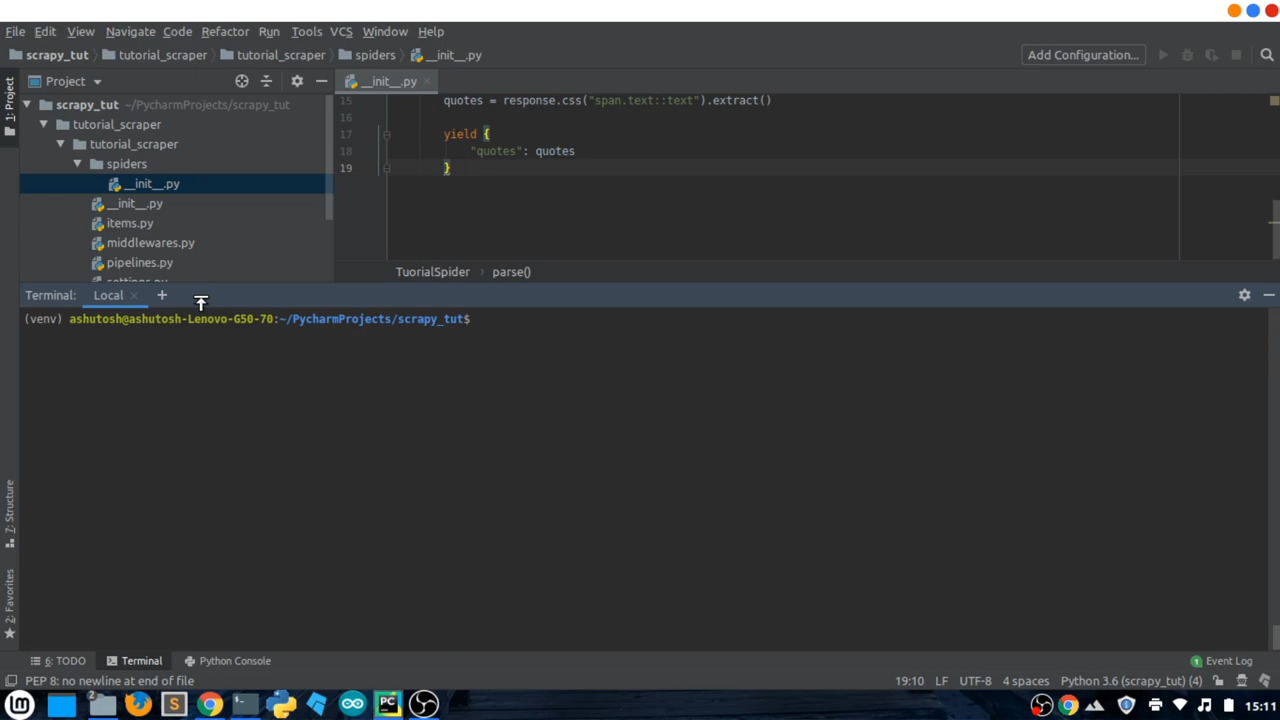 File Edit View Navigate Code Refactor Run Tools VCS Window Help
scrapy_tut tutorial_scraper tutorial_scraper spiders __init__.py Add Configuration...
1: Project
Project __init__.py
scrapy_tut ~/PycharmProjects/scrapy_tut
tutorial_scraper
tutorial_scraper
spiders
__init__.py
__init__.py
items.py
middlewares.py
pipelines.py
settings.py
15 quotes = response.css("span.text::text").extract()
16
17 yield {
18 "quotes": quotes
19 }
TuorialSpider › parse()
Terminal: Local +
(venv) ashutosh@ashutosh-Lenovo-G50-70:~/PycharmProjects/scrapy_tut$
7: Structure
2: Favorites
6: TODO Terminal Python Console 1 Event Log
PEP 8: no newline at end of file 19:10 LF UTF-8 4 spaces Python 3.6 (scrapy_tut) (4)
2 S PC 15:11